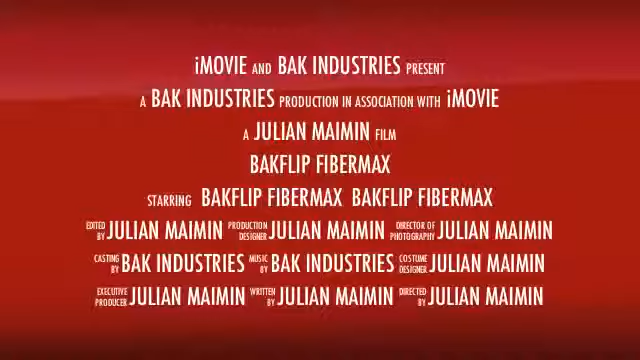 iMOVIE AND BAK INDUSTRIES PRESENT
A BAK INDUSTRIES PRODUCTION IN ASSOCIATION WITH iMOVIE
A JULIAN MAIMIN FILM
BAKFLIP FIBERMAX
STARRING BAKFLIP FIBERMAX BAKFLIP FIBERMAX
EDITED BY JULIAN MAIMIN PRODUCTION DESIGNER JULIAN MAIMIN DIRECTOR OF PHOTOGRAPHY JULIAN MAIMIN
CASTING BY BAK INDUSTRIES MUSIC BY BAK INDUSTRIES COSTUME DESIGNER JULIAN MAIMIN
EXECUTIVE PRODUCER JULIAN MAIMIN WRITTEN BY JULIAN MAIMIN DIRECTED BY JULIAN MAIMIN